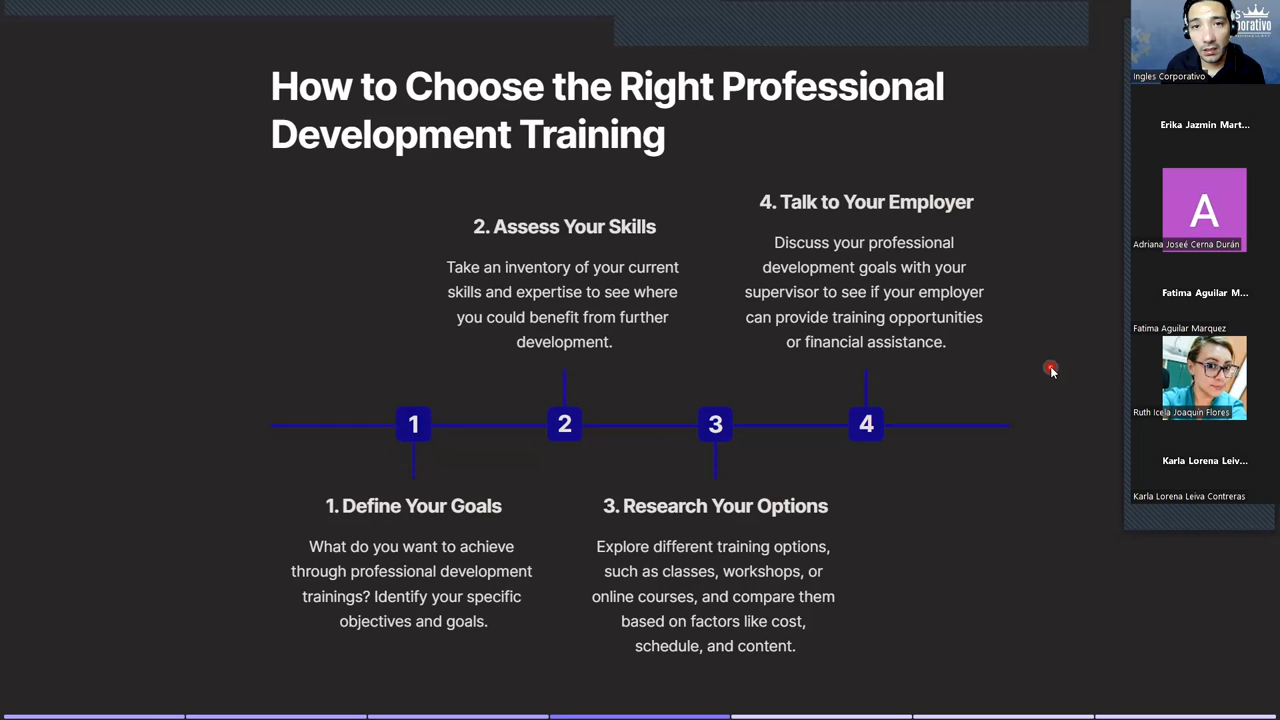 How to Choose the Right Professional
Development Training
4. Talk to Your Employer
Discuss your professional
development goals with your
supervisor to see if your employer
can provide training opportunities
or financial assistance.
2. Assess Your Skills
Take an inventory of your current
skills and expertise to see where
you could benefit from further
development.
1
2
3
4
1. Define Your Goals
What do you want to achieve
through professional development
trainings? Identify your specific
objectives and goals.
3. Research Your Options
Explore different training options,
such as classes, workshops, or
online courses, and compare them
based on factors like cost,
schedule, and content.
Ingles Corporativo
Erika Jazmin Mart...
A
Adriana Joseé Cerna Durán
Fatima Aguilar M...
Fatima Aguilar Marquez
Ruth Icela Joaquín Flores
Karla Lorena Leiv...
Karla Lorena Leiva Contreras